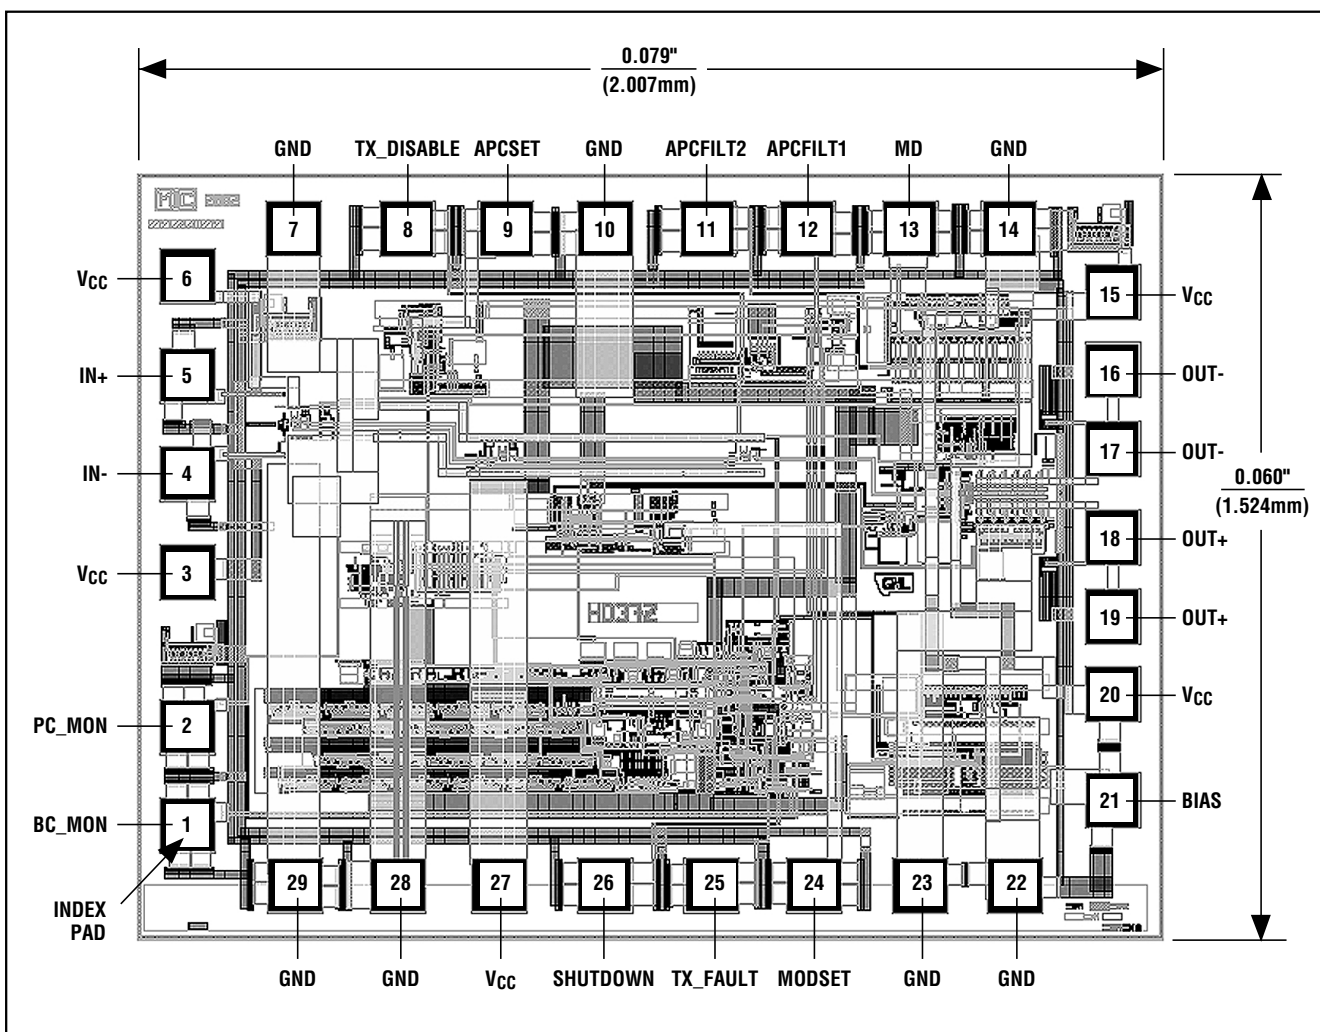 0.079"
(2.007mm)
GND TX_DISABLE APCSET GND APCFILT2 APCFILT1 MD GND
7 8 9 10 11 12 13 14
VCC 6
15 VCC
IN+ 5
16 OUT-
IN- 4
17 OUT-
0.060"
(1.524mm)
VCC 3
18 OUT+
HD372
19 OUT+
PC_MON 2
20 VCC
BC_MON 1
21 BIAS
INDEX
PAD
29 28 27 26 25 24 23 22
GND GND VCC SHUTDOWN TX_FAULT MODSET GND GND